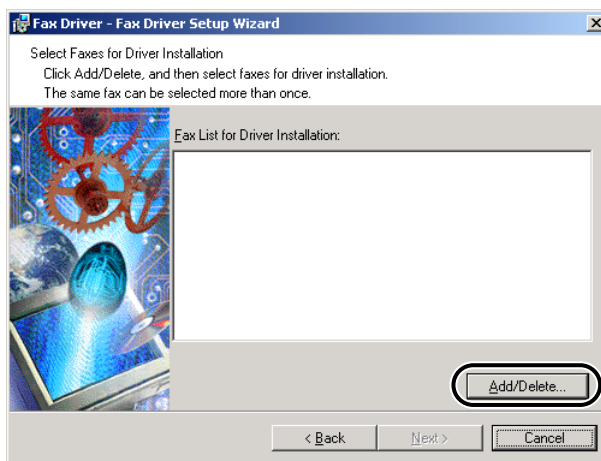 Fax Driver - Fax Driver Setup Wizard
Select Faxes for Driver Installation
Click Add/Delete, and then select faxes for driver installation.
The same fax can be selected more than once.
Fax List for Driver Installation:
Add/Delete...
< Back Next > Cancel